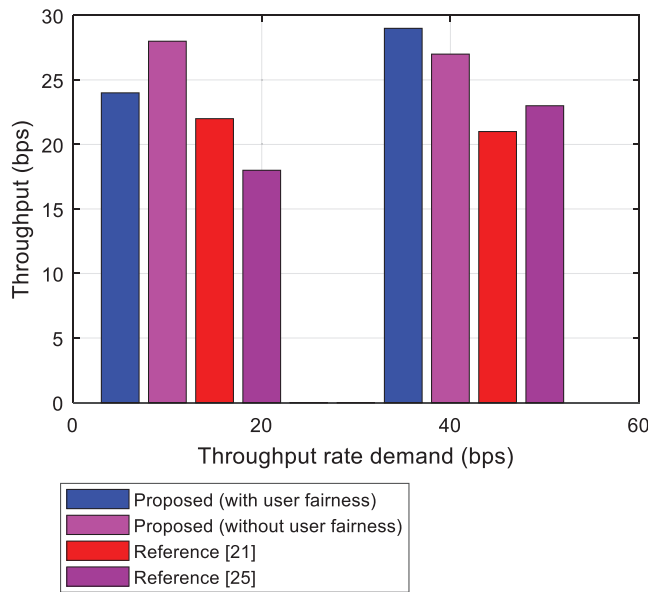 30
25
20
15
10
5
0
Throughput (bps)
0 20 40 60
Throughput rate demand (bps)
Proposed (with user fairness)
Proposed (without user fairness)
Reference [21]
Reference [25]